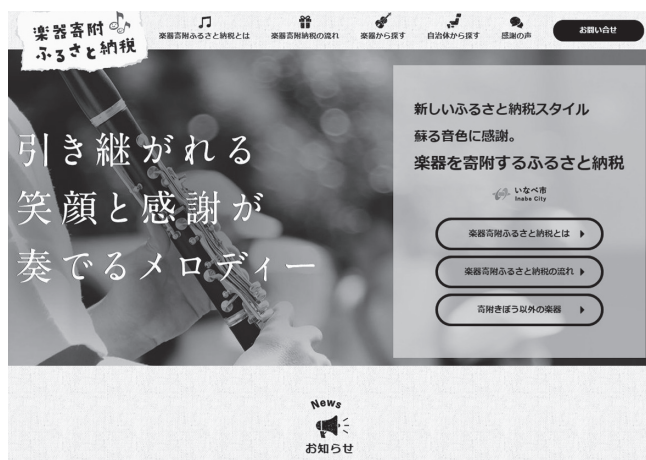 楽器寄附
ふるさと納税
楽器寄附ふるさと納税とは
楽器寄附納税の流れ
楽器から探す
自治体から探す
感謝の声
お問い合せ
引き継がれる
笑顔と感謝が
奏でるメロディー
新しいふるさと納税スタイル
蘇る音色に感謝。
楽器を寄附するふるさと納税
いなべ市
Inabe City
楽器寄附ふるさと納税とは
楽器寄附ふるさと納税の流れ
寄附きぼう以外の楽器
News
お知らせ